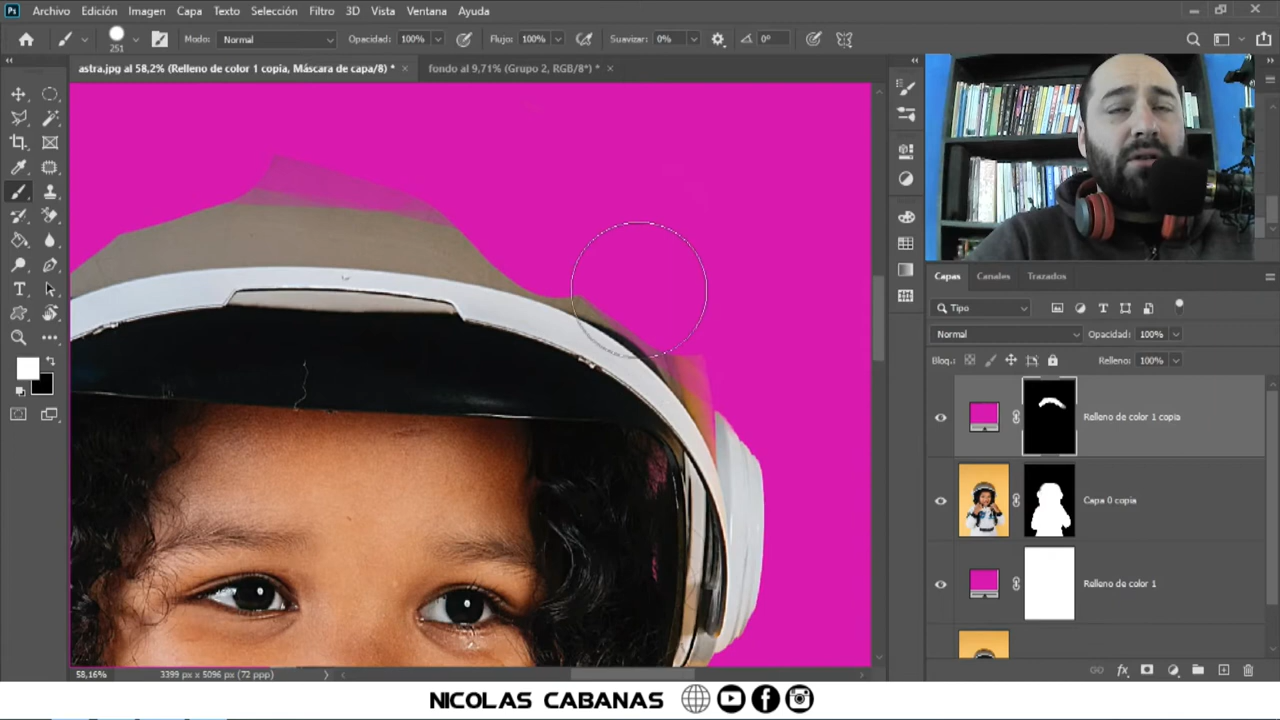 Ps Archivo Edición Imagen Capa Texto Selección Filtro 3D Vista Ventana Ayuda
251 Modo: Normal Opacidad: 100% Flujo: 100% Suavizar: 0% 0°
astra.jpg al 58,2% (Relleno de color 1 copia, Máscara de capa/8) * × fondo al 9,71% (Grupo 2, RGB/8*) * ×
Capas Canales Trazados
Tipo
Normal Opacidad: 100%
Bloq.: Relleno: 100%
Relleno de color 1 copia
Capa 0 copia
Relleno de color 1
58,16% 3399 px x 5096 px (72 ppp)
NICOLAS CABANAS